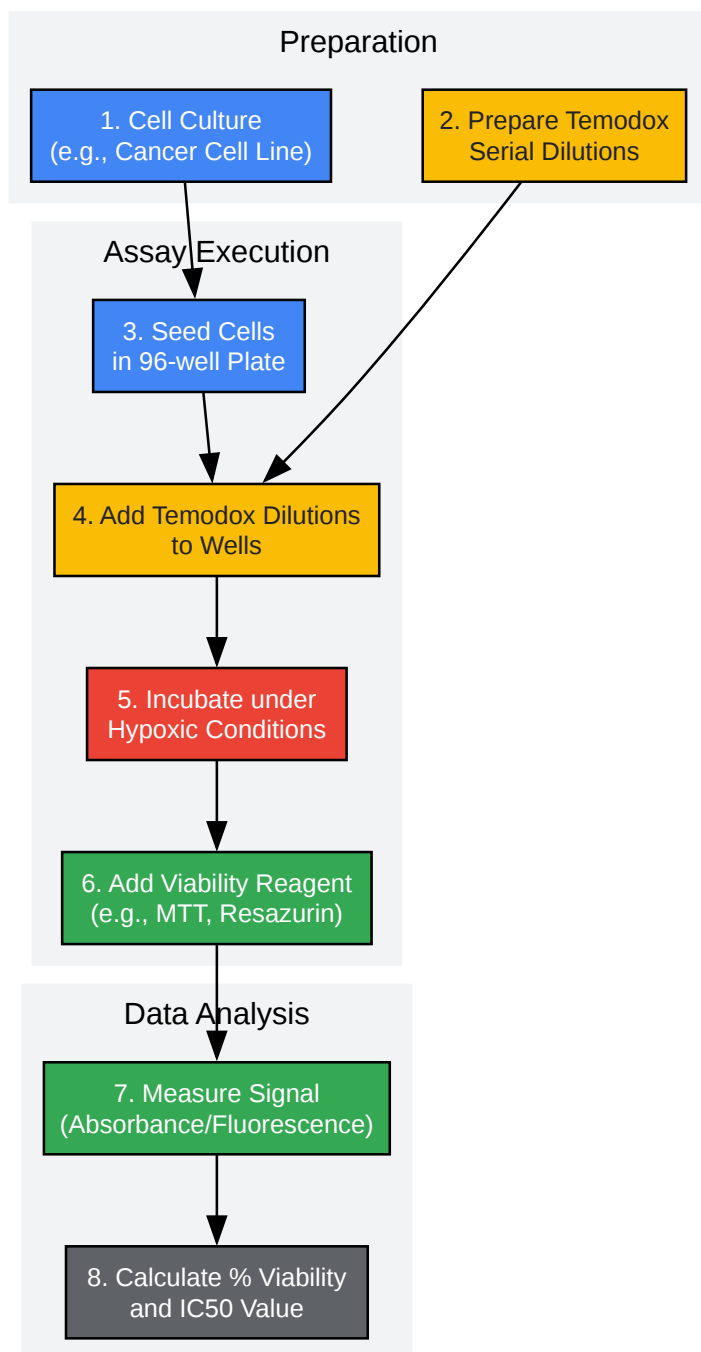 Preparation
1. Cell Culture
(e.g., Cancer Cell Line)
2. Prepare Temodox
Serial Dilutions
Assay Execution
3. Seed Cells
in 96-well Plate
4. Add Temodox Dilutions
to Wells
5. Incubate under
Hypoxic Conditions
6. Add Viability Reagent
(e.g., MTT, Resazurin)
Data Analysis
7. Measure Signal
(Absorbance/Fluorescence)
8. Calculate % Viability
and IC50 Value